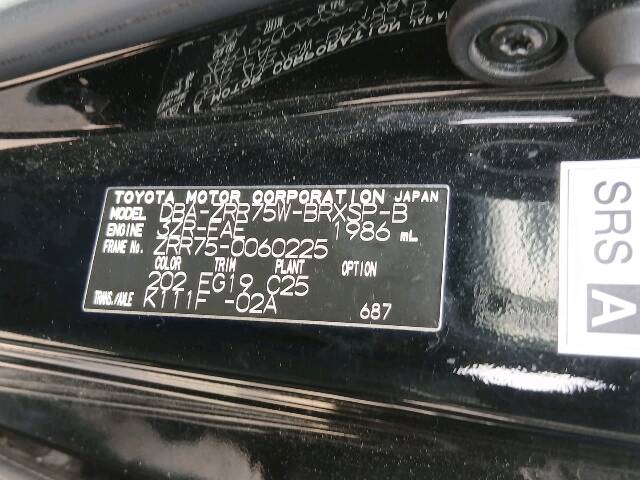 TOYOTA MOTOR CORPORATION JAPAN
MODEL DBA-ZRR75W-BRXSP-B
ENGINE 3ZR-FAE 1986 mL
FRAME No. ZRR75-0060225
COLOR TRIM PLANT OPTION
202 FG19 C25
TRANS./AXLE K111F -02A 687
SRS A